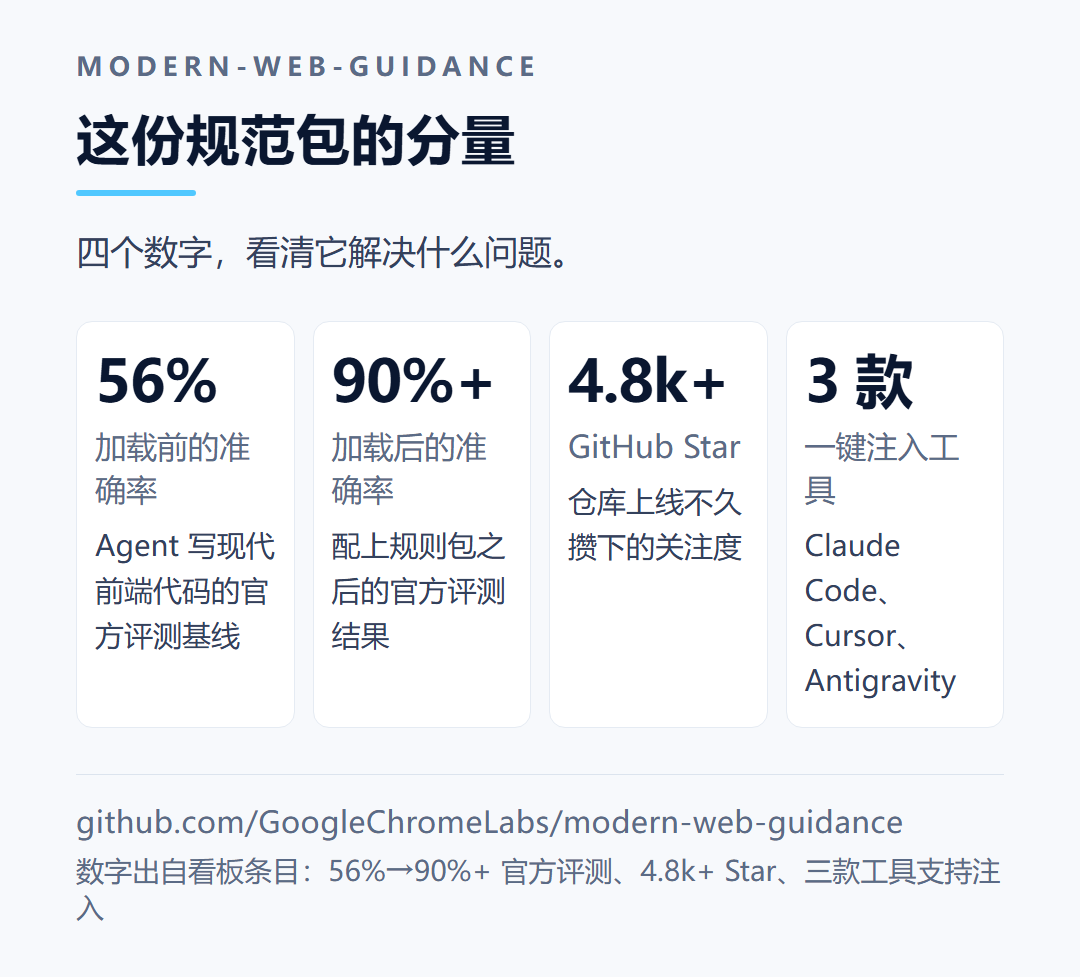 MODERN-WEB-GUIDANCE
这份规范包的分量
四个数字，看清它解决什么问题。
56%
加载前的准
确率
Agent 写现代
前端代码的官
方评测基线
90%+
加载后的准
确率
配上规则包之
后的官方评测
结果
4.8k+
GitHub Star
仓库上线不久
攒下的关注度
3 款
一键注入工
具
Claude
Code、
Cursor、
Antigravity
github.com/GoogleChromeLabs/modern-web-guidance
数字出自看板条目：56%→90%+ 官方评测、4.8k+ Star、三款工具支持注
入